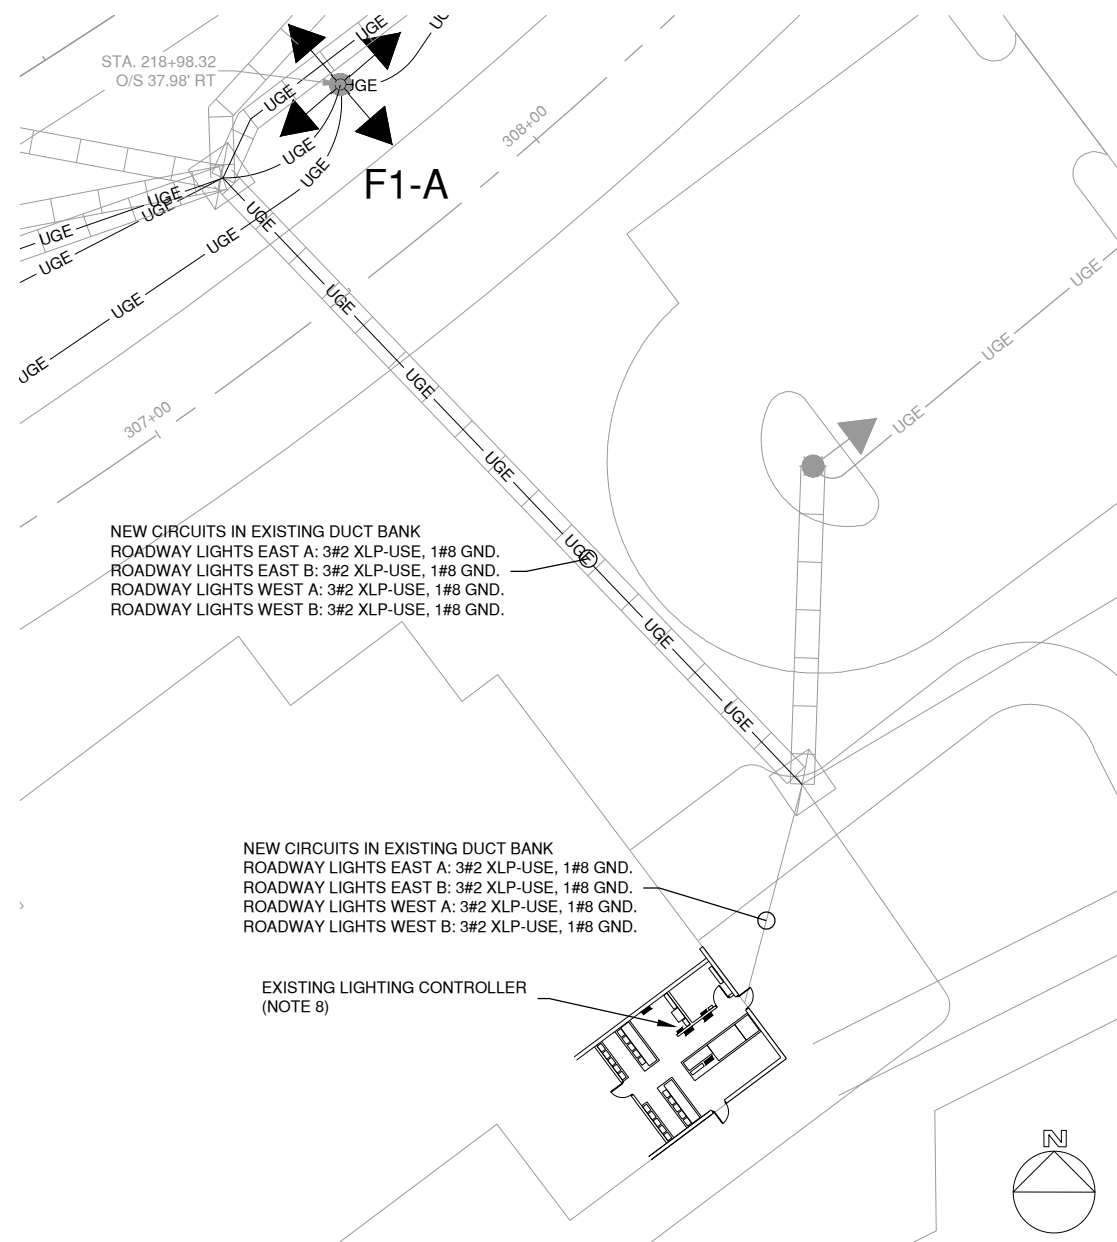 UGE
UGE
STA. 218+98.32
O/S 37.98' RT
UGE
UGE
308+00
UGE
UGE
F1-A
UGE
UGE
UGE
UGE
UGE
UGE
UGE
UGE
UGE
UGE
UGE
UGE
307+00
UGE
UGE
NEW CIRCUITS IN EXISTING DUCT BANK
ROADWAY LIGHTS EAST A: 3#2 XLP-USE, 1#8 GND.
ROADWAY LIGHTS EAST B: 3#2 XLP-USE, 1#8 GND.
ROADWAY LIGHTS WEST A: 3#2 XLP-USE, 1#8 GND.
ROADWAY LIGHTS WEST B: 3#2 XLP-USE, 1#8 GND.
UGE
UGE
UGE
NEW CIRCUITS IN EXISTING DUCT BANK
ROADWAY LIGHTS EAST A: 3#2 XLP-USE, 1#8 GND.
ROADWAY LIGHTS EAST B: 3#2 XLP-USE, 1#8 GND.
ROADWAY LIGHTS WEST A: 3#2 XLP-USE, 1#8 GND.
ROADWAY LIGHTS WEST B: 3#2 XLP-USE, 1#8 GND.
EXISTING LIGHTING CONTROLLER
(NOTE 8)
N